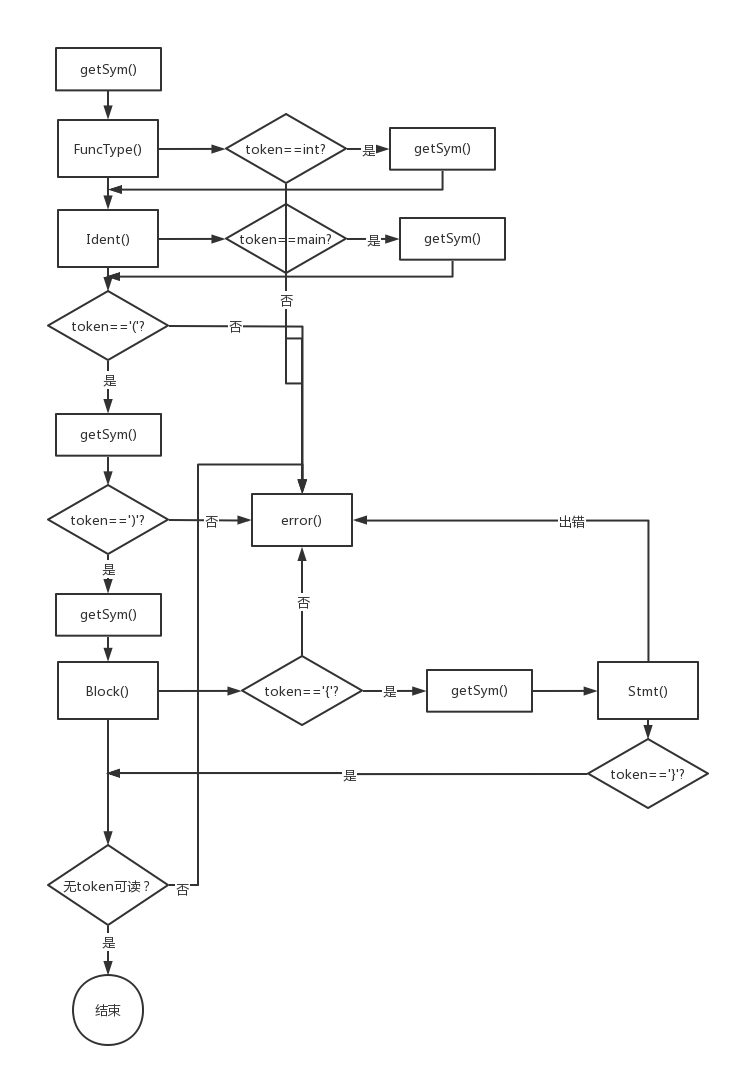 getSym()
FuncType()
token==int?
是
getSym()
Ident()
token==main?
是
getSym()
否
token=='('?
否
是
getSym()
token==')'?
否
error()
出错
是
getSym()
否
Block()
token=='{'?
是
getSym()
Stmt()
是
token=='}'?
无token可读？
否
是
结束